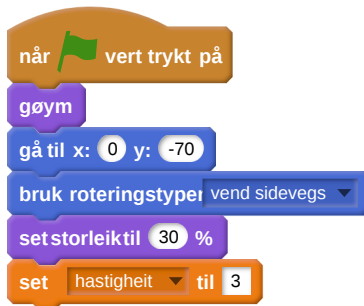 når vert trykt på
gøym
gå til x: 0 y: -70
bruk roteringstypen vend sidevegs
set storleik til 30 %
set hastigheit til 3